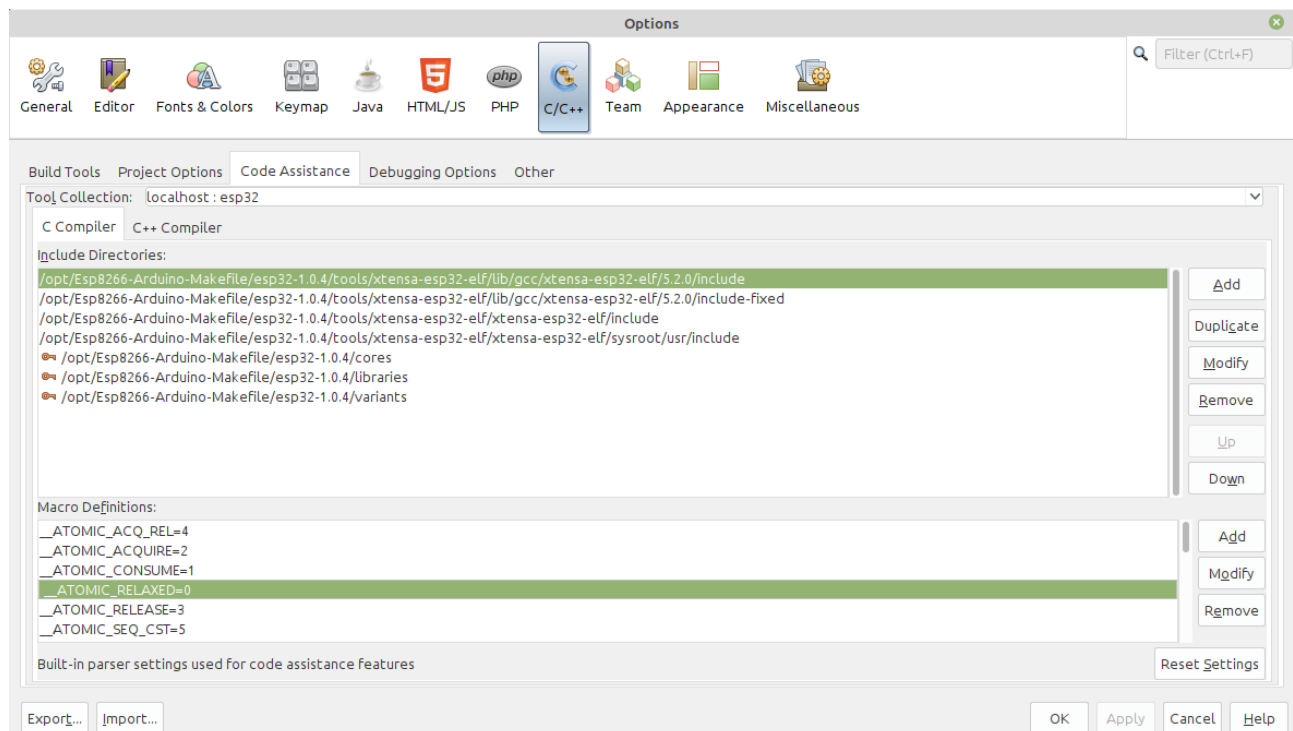 Options
Filter (Ctrl+F)
General Editor Fonts & Colors Keymap Java HTML/JS PHP C/C++ Team Appearance Miscellaneous
Build Tools Project Options Code Assistance Debugging Options Other
Tool Collection: localhost : esp32
C Compiler C++ Compiler
Include Directories:
/opt/Esp8266-Arduino-Makefile/esp32-1.0.4/tools/xtensa-esp32-elf/lib/gcc/xtensa-esp32-elf/5.2.0/include
/opt/Esp8266-Arduino-Makefile/esp32-1.0.4/tools/xtensa-esp32-elf/lib/gcc/xtensa-esp32-elf/5.2.0/include-fixed
/opt/Esp8266-Arduino-Makefile/esp32-1.0.4/tools/xtensa-esp32-elf/xtensa-esp32-elf/include
/opt/Esp8266-Arduino-Makefile/esp32-1.0.4/tools/xtensa-esp32-elf/xtensa-esp32-elf/sysroot/usr/include
/opt/Esp8266-Arduino-Makefile/esp32-1.0.4/cores
/opt/Esp8266-Arduino-Makefile/esp32-1.0.4/libraries
/opt/Esp8266-Arduino-Makefile/esp32-1.0.4/variants
Add
Duplicate
Modify
Remove
Up
Down
Macro Definitions:
__ATOMIC_ACQ_REL=4
__ATOMIC_ACQUIRE=2
__ATOMIC_CONSUME=1
__ATOMIC_RELAXED=0
__ATOMIC_RELEASE=3
__ATOMIC_SEQ_CST=5
Add
Modify
Remove
Built-in parser settings used for code assistance features
Reset Settings
Export... Import... OK Apply Cancel Help